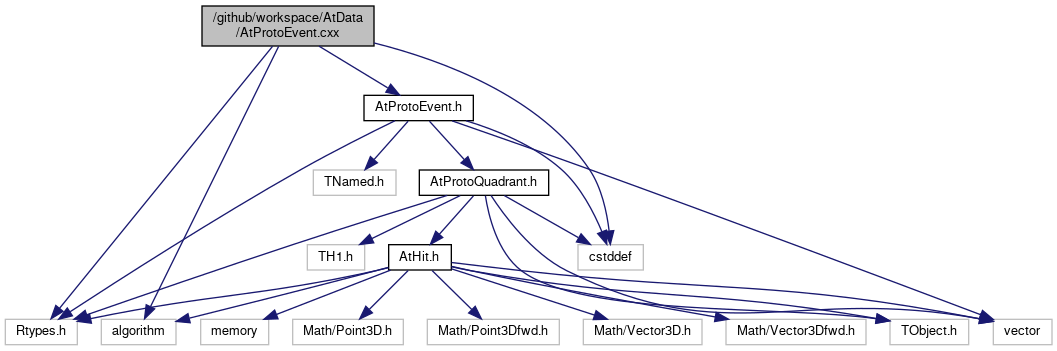 /github/workspace/AtData
/AtProtoEvent.cxx
AtProtoEvent.h
TNamed.h
AtProtoQuadrant.h
TH1.h
AtHit.h
cstddef
Rtypes.h
algorithm
memory
Math/Point3D.h
Math/Point3Dfwd.h
Math/Vector3D.h
Math/Vector3Dfwd.h
TObject.h
vector